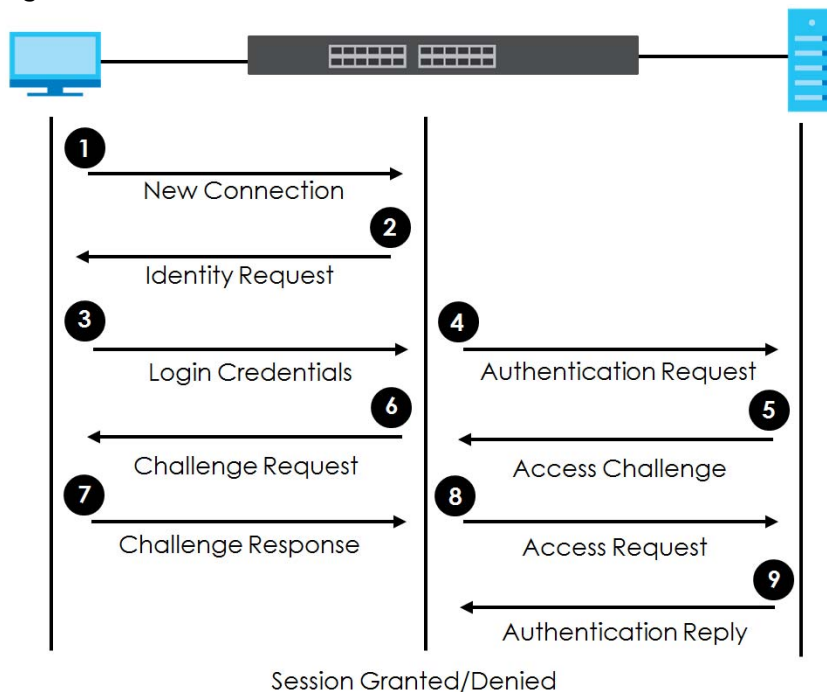 1
New Connection
2
Identity Request
3
Login Credentials
4
Authentication Request
6
Challenge Request
5
Access Challenge
7
Challenge Response
8
Access Request
9
Authentication Reply
Session Granted/Denied